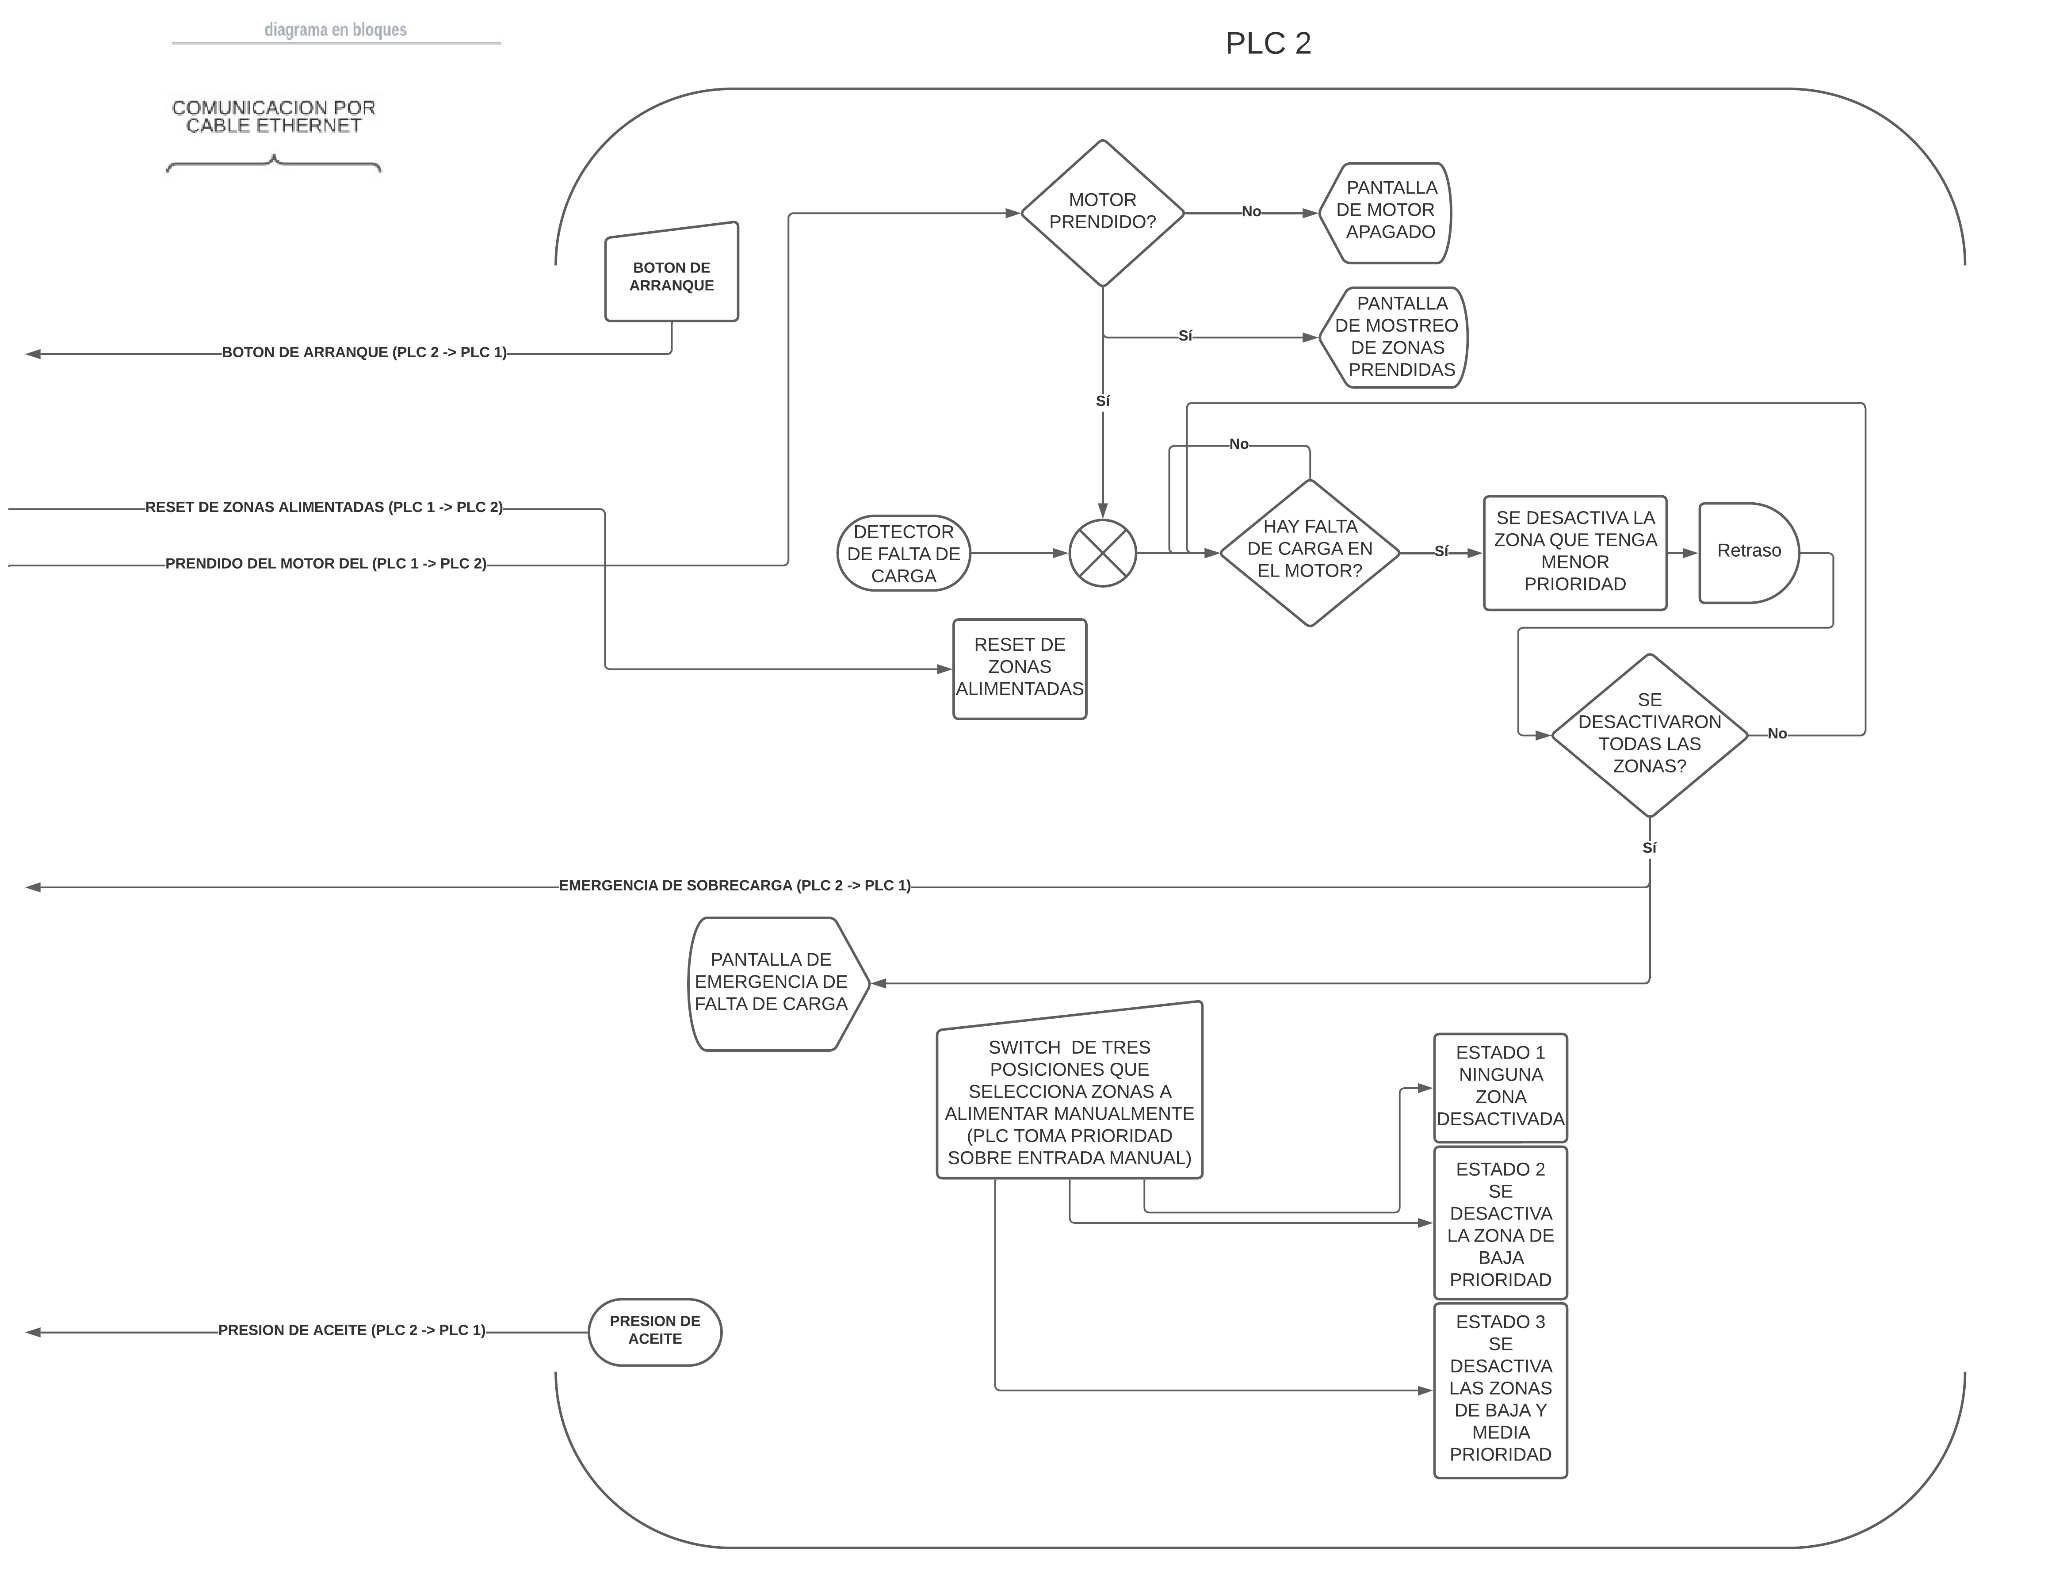 diagrama en bloques
PLC 2
COMUNICACION POR
CABLE ETHERNET
MOTOR
PRENDIDO?
No
PANTALLA
DE MOTOR
APAGADO
BOTON DE
ARRANQUE
Sí
PANTALLA
DE MOSTREO
DE ZONAS
PRENDIDAS
BOTON DE ARRANQUE (PLC 2 -> PLC 1)
Sí
No
RESET DE ZONAS ALIMENTADAS (PLC 1 -> PLC 2)
PRENDIDO DEL MOTOR DEL (PLC 1 -> PLC 2)
DETECTOR
DE FALTA DE
CARGA
HAY FALTA
DE CARGA EN
EL MOTOR?
Sí
SE DESACTIVA LA
ZONA QUE TENGA
MENOR
PRIORIDAD
Retraso
RESET DE
ZONAS
ALIMENTADAS
SE
DESACTIVARON
TODAS LAS
ZONAS?
No
Sí
EMERGENCIA DE SOBRECARGA (PLC 2 -> PLC 1)
PANTALLA DE
EMERGENCIA DE
FALTA DE CARGA
SWITCH  DE TRES
POSICIONES QUE
SELECCIONA ZONAS A
ALIMENTAR MANUALMENTE
(PLC TOMA PRIORIDAD
SOBRE ENTRADA MANUAL)
ESTADO 1
NINGUNA
ZONA
DESACTIVADA
ESTADO 2
SE
DESACTIVA
LA ZONA DE
BAJA
PRIORIDAD
ESTADO 3
SE
DESACTIVA
LAS ZONAS
DE BAJA Y
MEDIA
PRIORIDAD
PRESION DE ACEITE (PLC 2 -> PLC 1)
PRESION DE
ACEITE